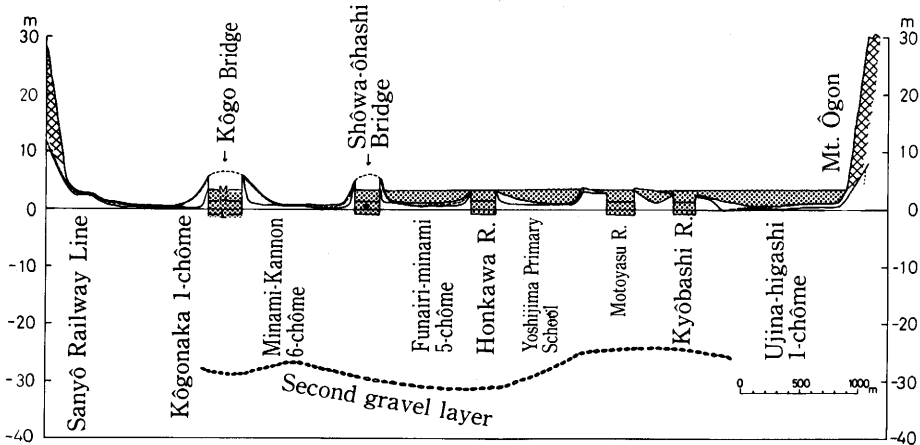 m
30
20
10
0
-10
-20
-30
-40
Sanyô Railway Line
Kôgonaka 1-chôme
Kôgo Bridge
Minami-Kannon
6-chôme
Shôwa-ôhashi
Bridge
Funairi-minami
5-chôme
Honkawa R.
Yoshijima Primary
School
Motoyasu R.
Kyôbashi R.
Ujina-higashi
1-chôme
Mt. Ôgon
Second gravel layer
0 500 1000 m
m
30
20
10
0
-10
-20
-30
-40